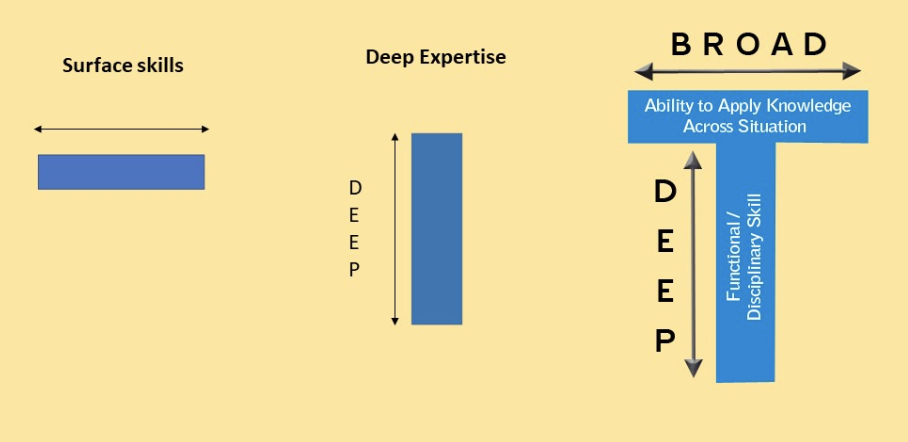 Surface skills
Deep Expertise
D
E
E
P
BROAD
Ability to Apply Knowledge
Across Situation
D
E
E
P
Functional /
Disciplinary Skill